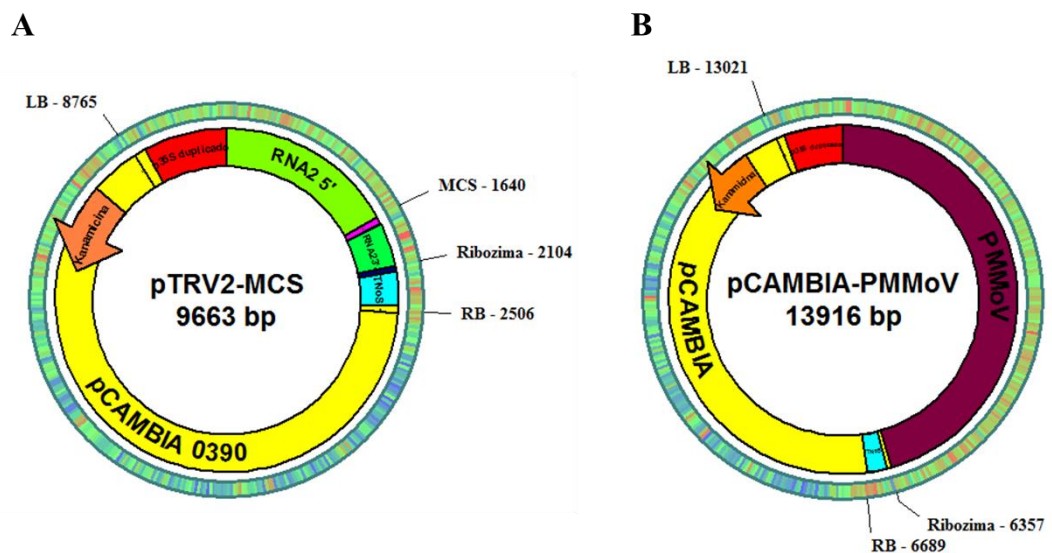 A
LB - 8765
p35S duplicado
RNA2 5'
MCS - 1640
RNA2 3'
Ribozima - 2104
TNoS
RB - 2506
Kanamicina
pTRV2-MCS
9663 bp
pCAMBIA 0390
B
LB - 13021
Kanamicina
PMMoV
pCAMBIA-PMMoV
13916 bp
pCAMBIA
Ribozima - 6357
RB - 6689